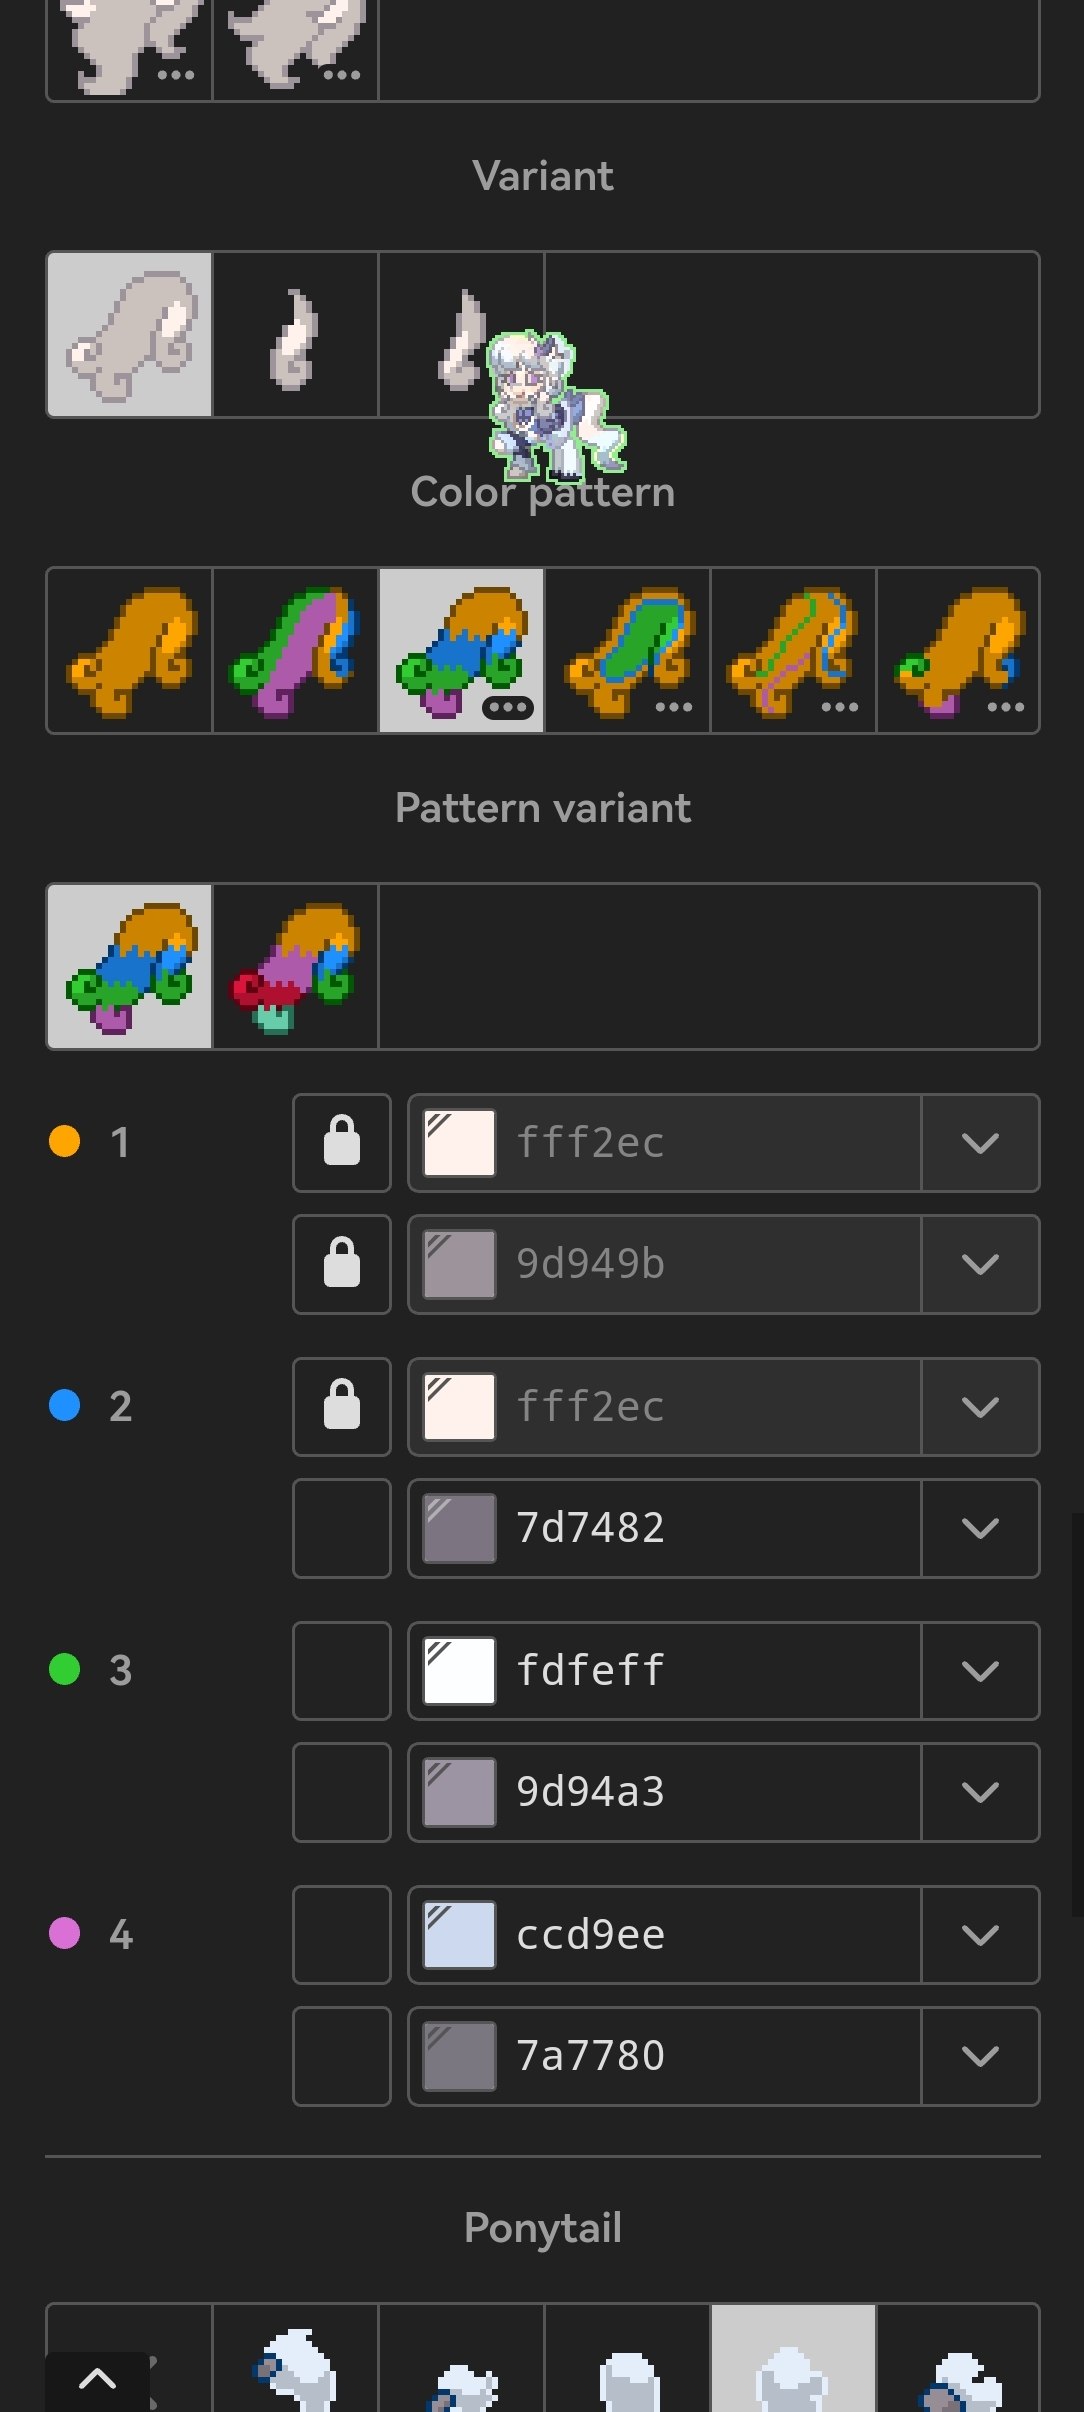 Variant
Color pattern
Pattern variant
1 fff2ec
9d949b
2 fff2ec
7d7482
3 fdfeff
9d94a3
4 ccd9ee
7a7780
Ponytail